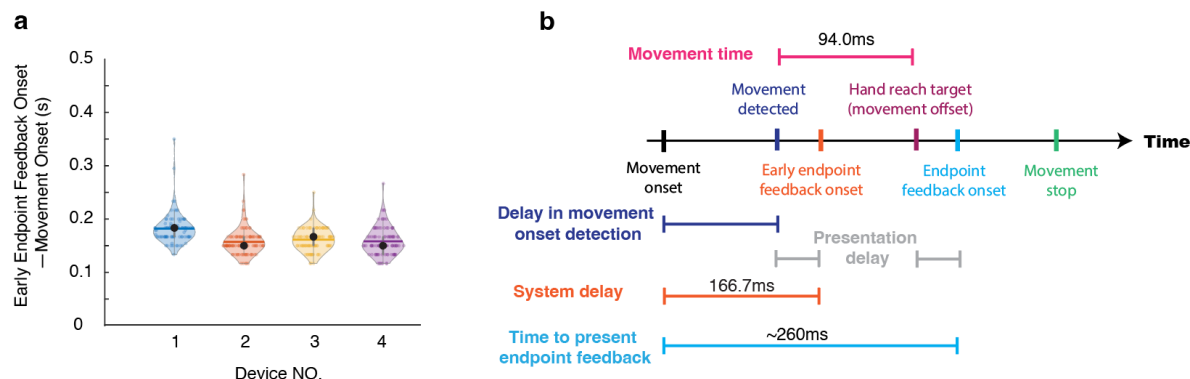 a
Early Endpoint Feedback Onset
—Movement Onset (s)
0.5
0.4
0.3
0.2
0.1
0
1
2
3
4
Device NO.
b
94.0ms
Movement time
Movement
detected
Hand reach target
(movement offset)
Time
Movement
onset
Early endpoint
feedback onset
Endpoint
feedback onset
Movement
stop
Delay in movement
onset detection
Presentation
delay
System delay
166.7ms
Time to present
endpoint feedback
~260ms